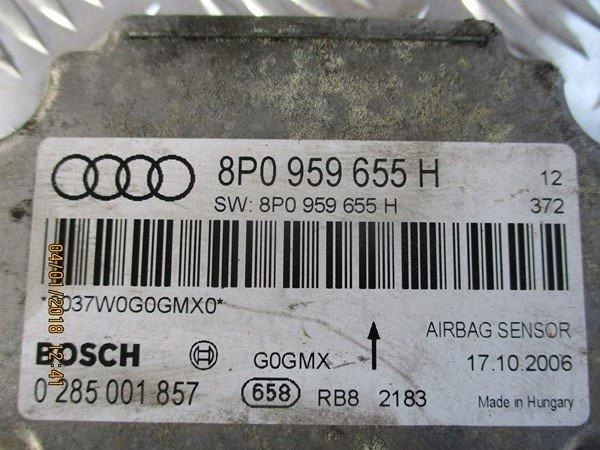 8P0 959 655 H
12
SW: 8P0 959 655 H
372
037W0G0GMX0*
AIRBAG SENSOR
BOSCH
G0GMX
17.10.2006
0 285 001 857
658
RB8 2183
Made in Hungary
04/01/2018 12:41